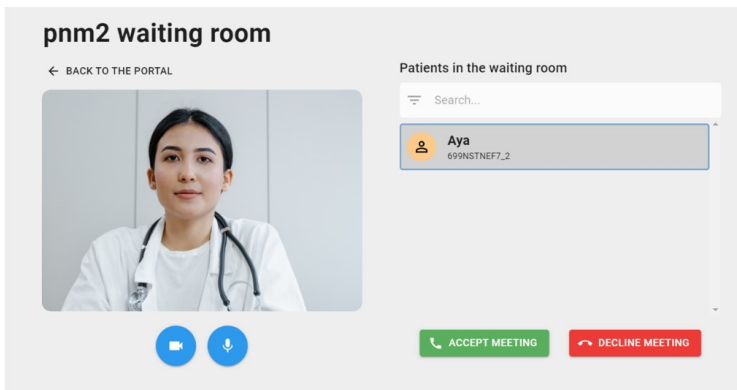 pnm2 waiting room
BACK TO THE PORTAL
Patients in the waiting room
Search...
Aya
699NSTNEF7_2
ACCEPT MEETING
DECLINE MEETING